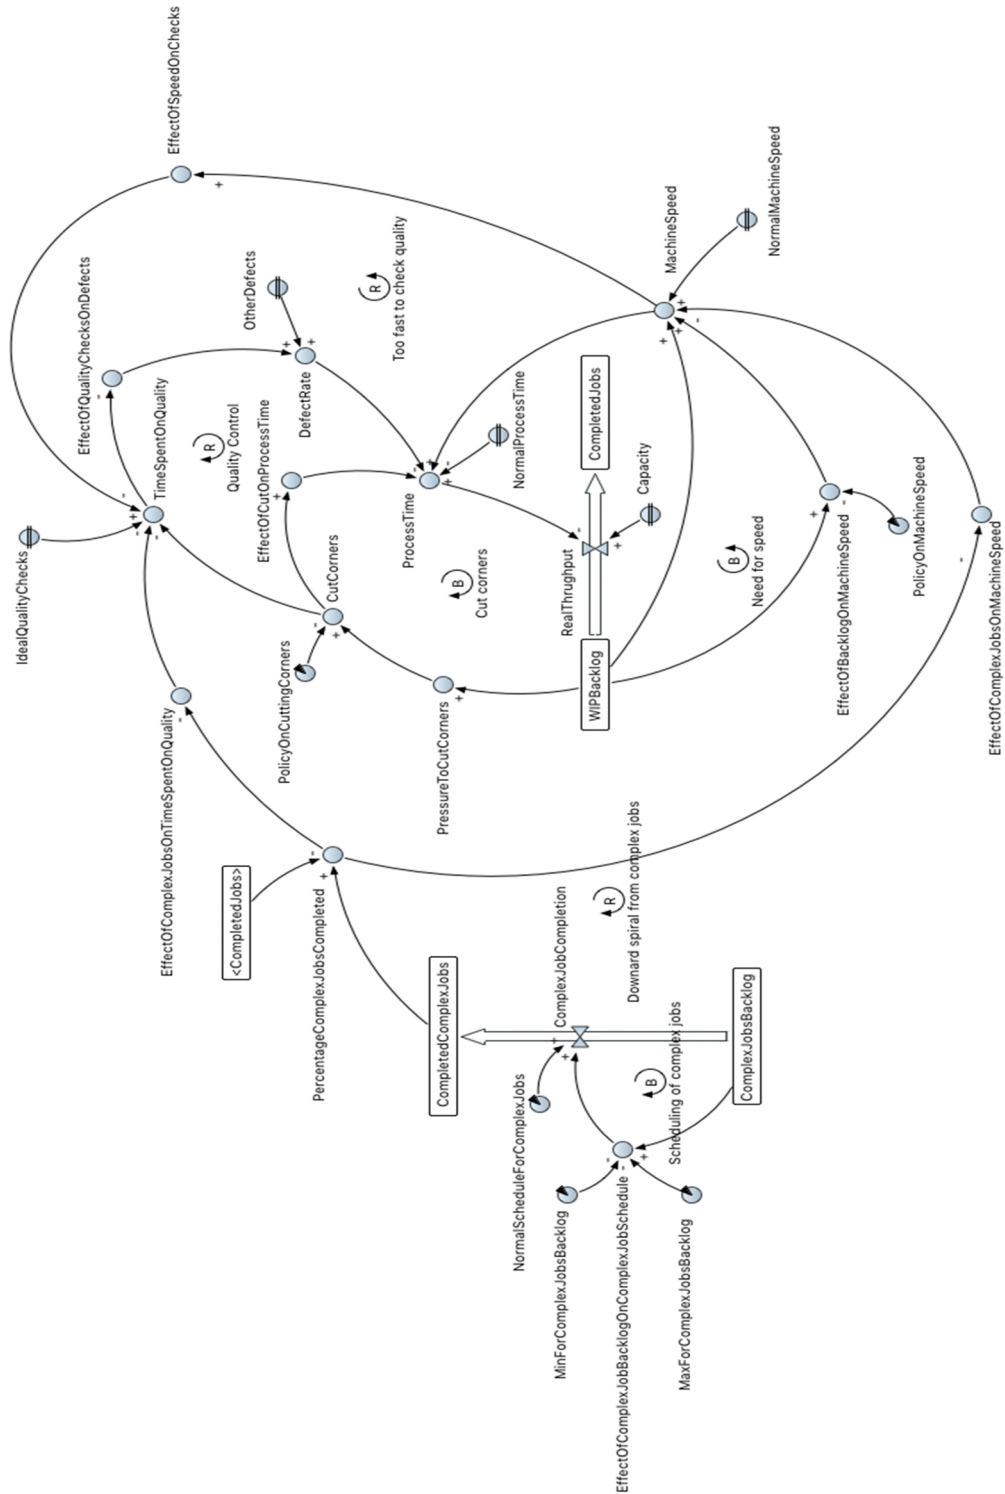 EffectOfSpeedOnChecks
EffectOfQualityChecksOnDefects
OtherDefects
R
Too fast to check quality
MachineSpeed
NormalMachineSpeed
IdealQualityChecks
TimeSpentOnQuality
R
Quality Control
DefectRate
EffectOfCutOnProcessTime
NormalProcessTime
CompletedJobs
ProcessTime
Capacity
CutCorners
B
Cut corners
RealThrughput
B
Need for speed
PolicyOnMachineSpeed
PolicyOnCuttingCorners
WIPBacklog
EffectOfBacklogOnMachineSpeed
EffectOfComplexJobsOnMachineSpeed
EffectOfComplexJobsOnTimeSpentOnQuality
PressureToCutCorners
<CompletedJobs>
PercentageComplexJobsCompleted
ComplexJobCompletion
R
Downard spiral from complex jobs
CompletedComplexJobs
ComplexJobsBacklog
NormalScheduleForComplexJobs
B
Scheduling of complex jobs
MinForComplexJobsBacklog
EffectOfComplexJobBacklogOnComplexJobSchedule
MaxForComplexJobsBacklog